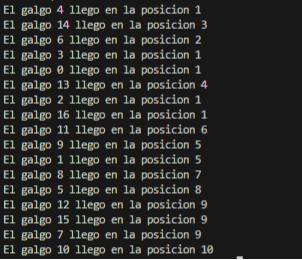 El galgo 4 llego en la posicion 1
El galgo 14 llego en la posicion 3
El galgo 6 llego en la posicion 2
El galgo 3 llego en la posicion 1
El galgo 0 llego en la posicion 1
El galgo 13 llego en la posicion 4
El galgo 2 llego en la posicion 1
El galgo 16 llego en la posicion 1
El galgo 11 llego en la posicion 6
El galgo 9 llego en la posicion 5
El galgo 1 llego en la posicion 5
El galgo 8 llego en la posicion 7
El galgo 5 llego en la posicion 8
El galgo 12 llego en la posicion 9
El galgo 15 llego en la posicion 9
El galgo 7 llego en la posicion 9
El galgo 10 llego en la posicion 10